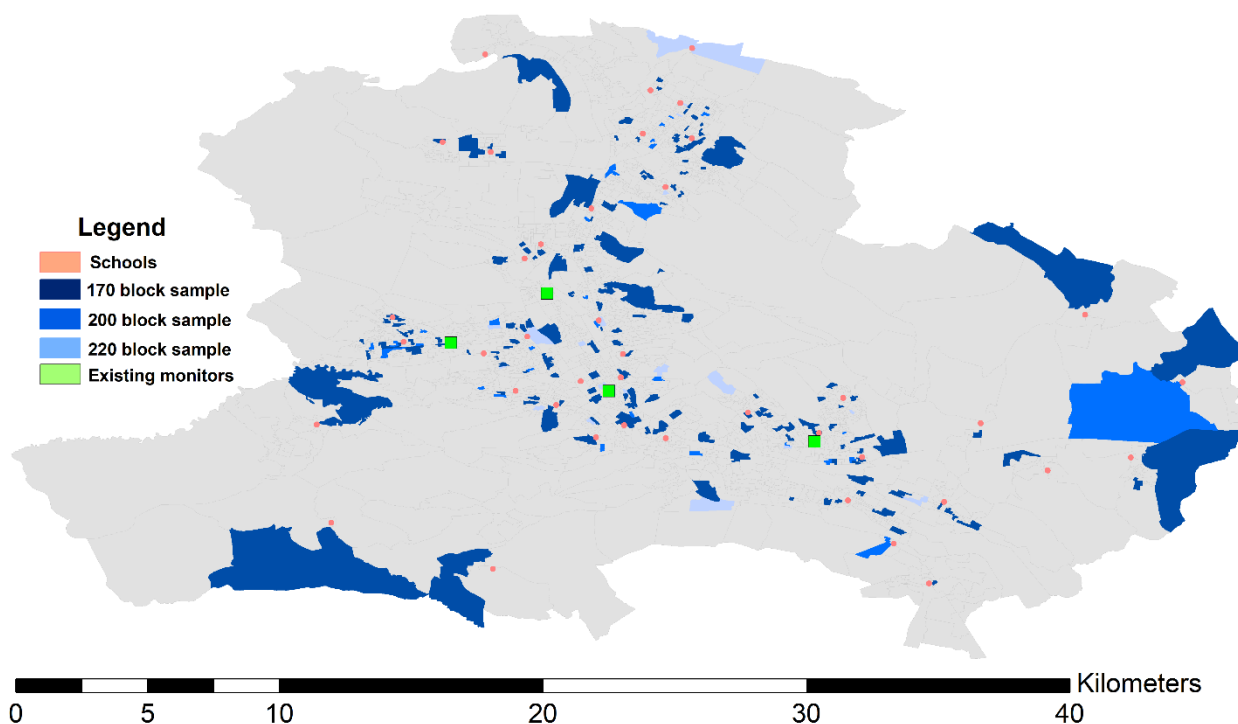 Legend
Schools
170 block sample
200 block sample
220 block sample
Existing monitors
Kilometers
0 5 10 20 30 40